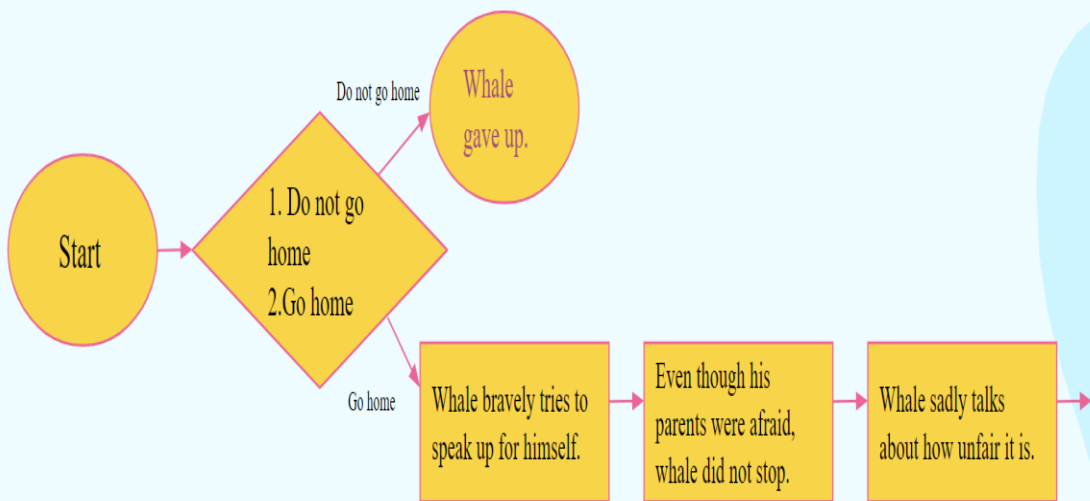 Start
1. Do not go
home
2.Go home
Do not go home
Whale
gave up.
Go home
Whale bravely tries to
speak up for himself.
Even though his
parents were afraid,
whale did not stop.
Whale sadly talks
about how unfair it is.